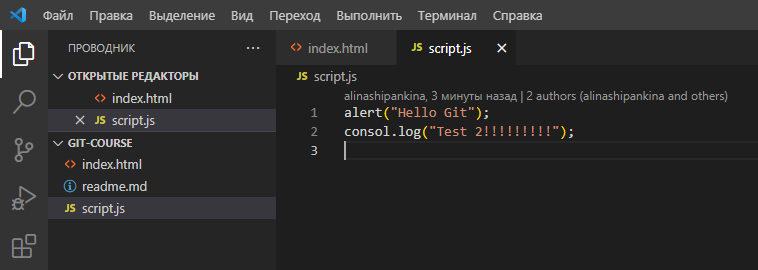 Файл Правка Выделение Вид Переход Выполнить Терминал Справка
ПРОВОДНИК ...
ОТКРЫТЫЕ РЕДАКТОРЫ
<> index.html
JS script.js
GIT-COURSE
<> index.html
readme.md
JS script.js
<> index.html JS script.js
JS script.js
alinashipankina, 3 минуты назад | 2 authors (alinashipankina and others)
1 alert("Hello Git");
2 consol.log("Test 2!!!!!!!!!");
3